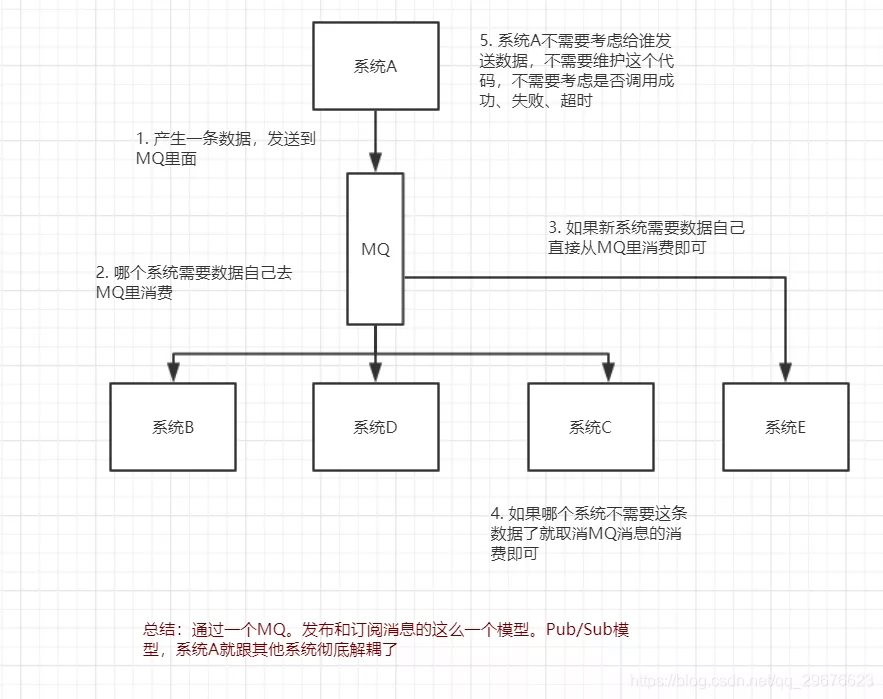 系统A
5. 系统A不需要考虑给谁发
送数据，不需要维护这个代
码，不需要考虑是否调用成
功、失败、超时
1. 产生一条数据，发送到
MQ里面
MQ
3. 如果新系统需要数据自己
直接从MQ里消费即可
2. 哪个系统需要数据自己去
MQ里消费
系统B
系统D
系统C
系统E
4. 如果哪个系统不需要这条
数据了就取消MQ消息的消
费即可
总结：通过一个MQ。发布和订阅消息的这么一个模型。Pub/Sub模
型，系统A就跟其他系统彻底解耦了
https://blog.csdn.net/qq_29676623